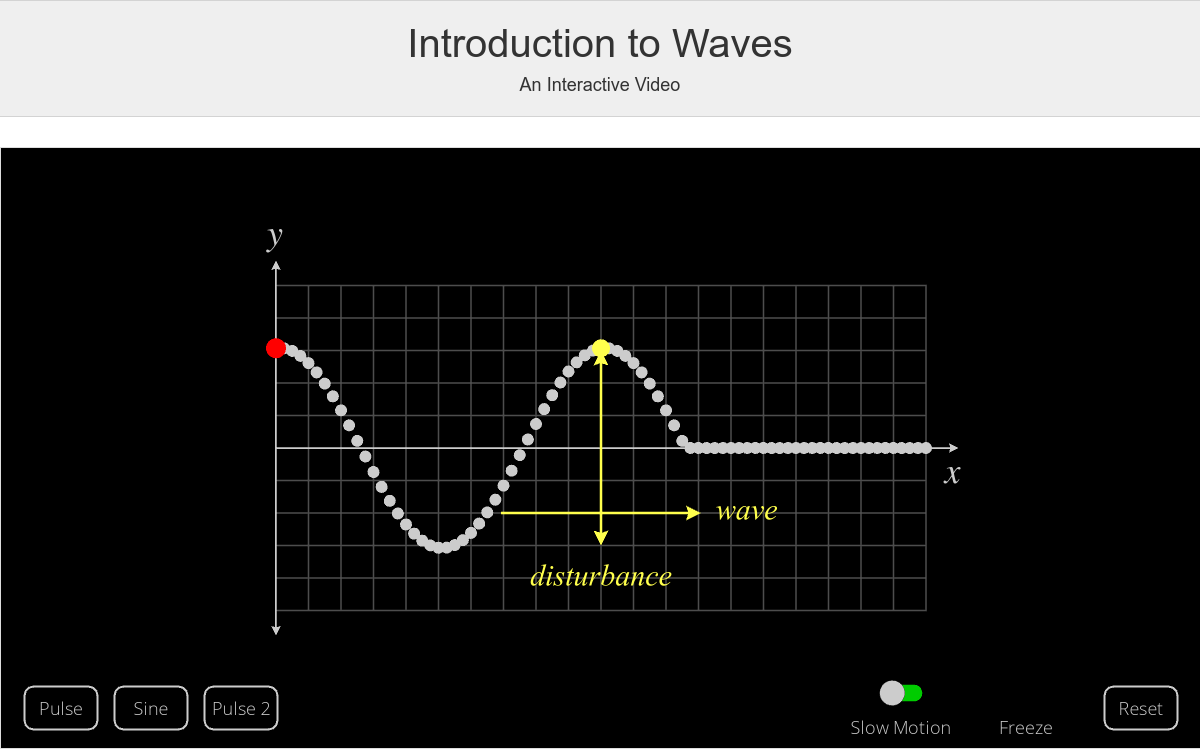 Introduction to Waves
An Interactive Video
y
x
wave
disturbance
Pulse
Sine
Pulse 2
Slow Motion
Freeze
Reset